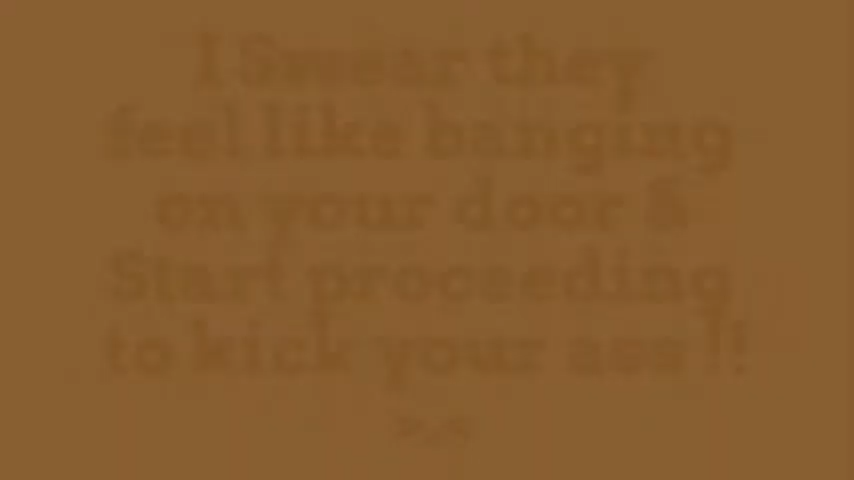 I Swear they
feel like banging
on your door &
Start proceeding
to kick your ass!!